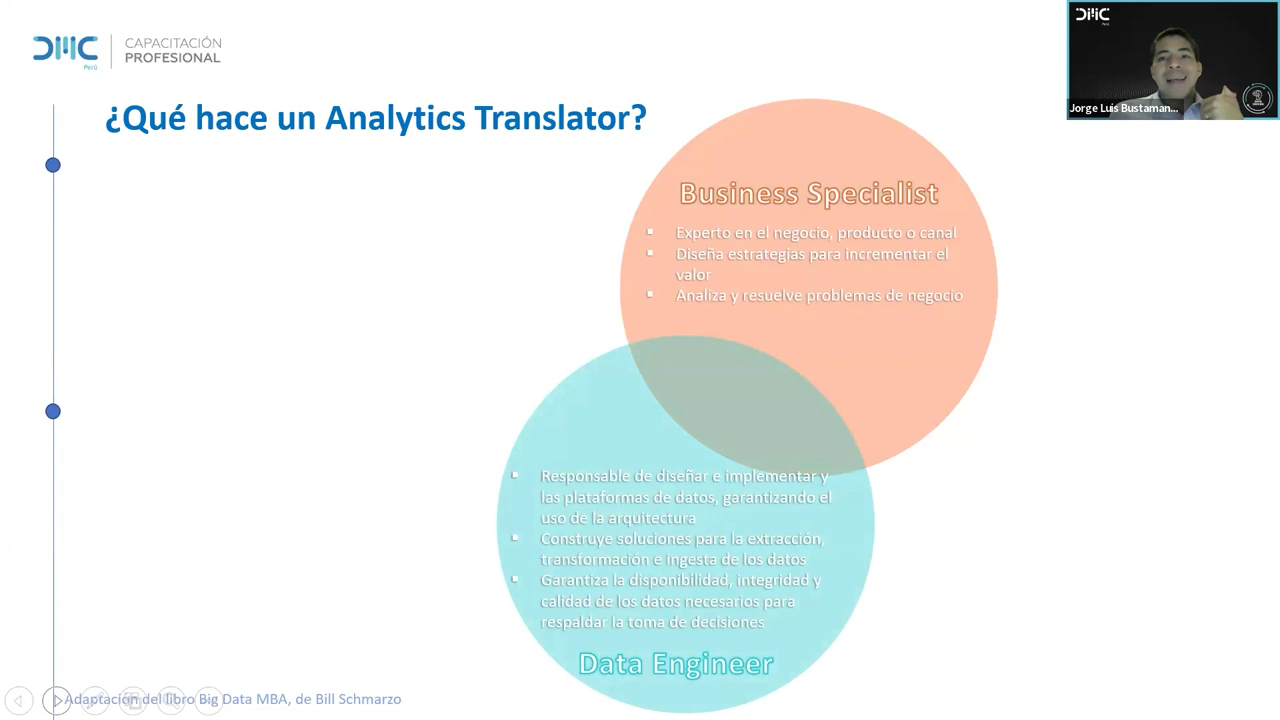 DMC
Perú
CAPACITACIÓN
PROFESIONAL
DMC
Perú
Jorge Luis Bustaman...
¿Qué hace un Analytics Translator?
Business Specialist
▪ Experto en el negocio, producto o canal
▪ Diseña estrategias para incrementar el
valor
▪ Analiza y resuelve problemas de negocio
▪ Responsable de diseñar e implementar y
las plataformas de datos, garantizando el
uso de la arquitectura
▪ Construye soluciones para la extracción,
transformación e ingesta de los datos
▪ Garantiza la disponibilidad, integridad y
calidad de los datos necesarios para
respaldar la toma de decisiones
Data Engineer
Adaptación del libro Big Data MBA, de Bill Schmarzo